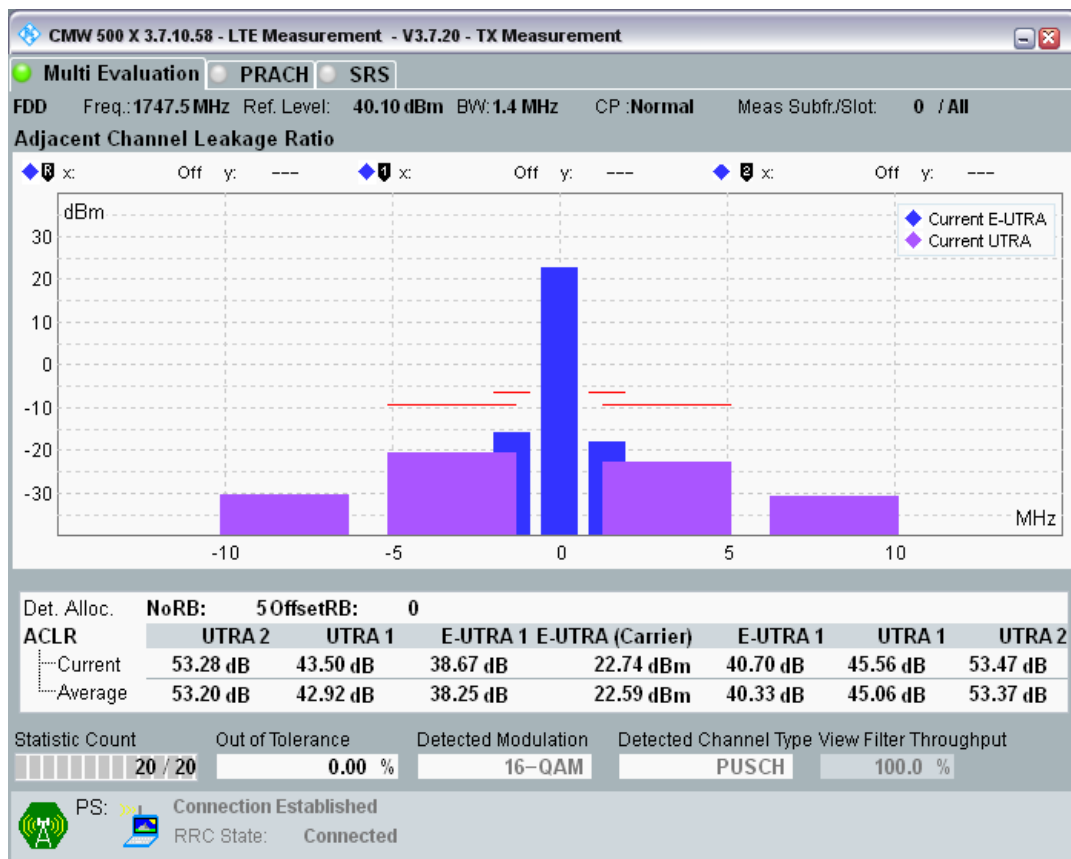 CMW 500 X 3.7.10.58 - LTE Measurement - V3.7.20 - TX Measurement
Multi Evaluation PRACH SRS
FDD Freq.:1747.5 MHz Ref. Level: 40.10 dBm BW:1.4 MHz CP :Normal Meas Subfr./Slot: 0 / All
Adjacent Channel Leakage Ratio
R x: Off y: --- 1 x: Off y: --- 2 x: Off y: ---
dBm
Current E-UTRA
Current UTRA
30
20
10
0
-10
-20
-30
MHz
-10 -5 0 5 10
Det. Alloc. NoRB: 5 OffsetRB: 0
ACLR UTRA 2 UTRA 1 E-UTRA 1 E-UTRA (Carrier) E-UTRA 1 UTRA 1 UTRA 2
Current 53.28 dB 43.50 dB 38.67 dB 22.74 dBm 40.70 dB 45.56 dB 53.47 dB
Average 53.20 dB 42.92 dB 38.25 dB 22.59 dBm 40.33 dB 45.06 dB 53.37 dB
Statistic Count Out of Tolerance Detected Modulation Detected Channel Type View Filter Throughput
20 / 20 0.00 % 16-QAM PUSCH 100.0 %
PS: Connection Established
RRC State: Connected